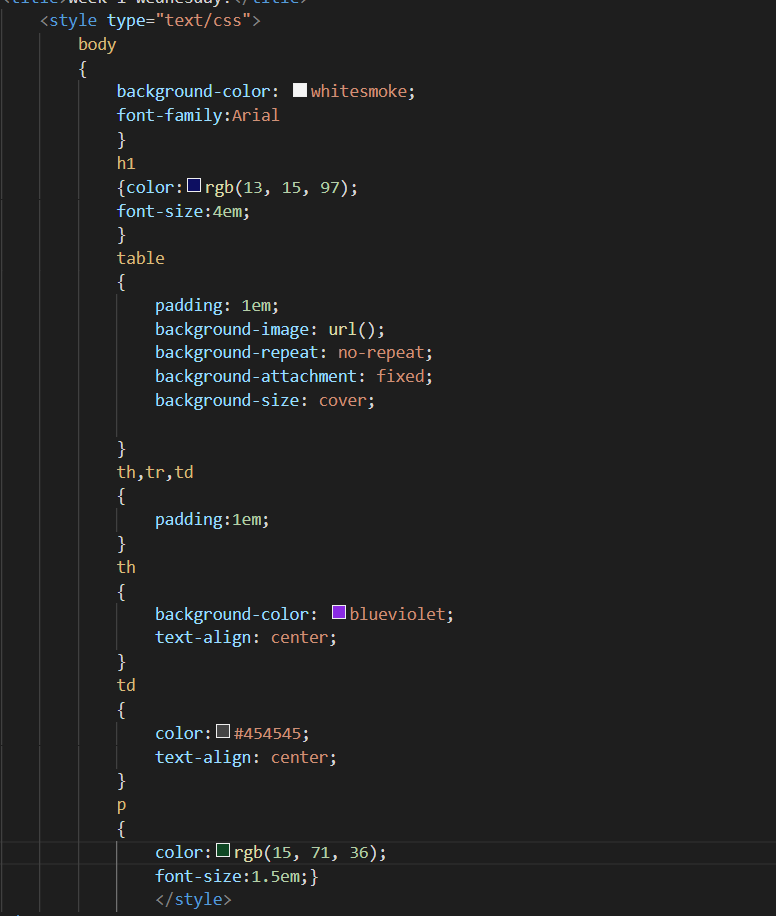 <title>week 1 wednesday.</title>
<style type="text/css">
body
{
background-color: whitesmoke;
font-family:Arial
}
h1
{color:rgb(13, 15, 97);
font-size:4em;
}
table
{
padding: 1em;
background-image: url();
background-repeat: no-repeat;
background-attachment: fixed;
background-size: cover;
}
th,tr,td
{
padding:1em;
}
th
{
background-color: blueviolet;
text-align: center;
}
td
{
color:#454545;
text-align: center;
}
p
{
color:rgb(15, 71, 36);
font-size:1.5em;}
</style>